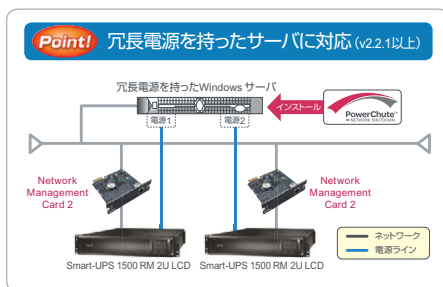 Point! 冗長電源を持ったサーバに対応(v2.2.1以上)
冗長電源を持ったWindows サーバ
電源1
電源2
インストール
PowerChute™
NETWORK SHUTDOWN
Network
Management
Card 2
Network
Management
Card 2
Smart-UPS 1500 RM 2U LCD
Smart-UPS 1500 RM 2U LCD
ネットワーク
電源ライン